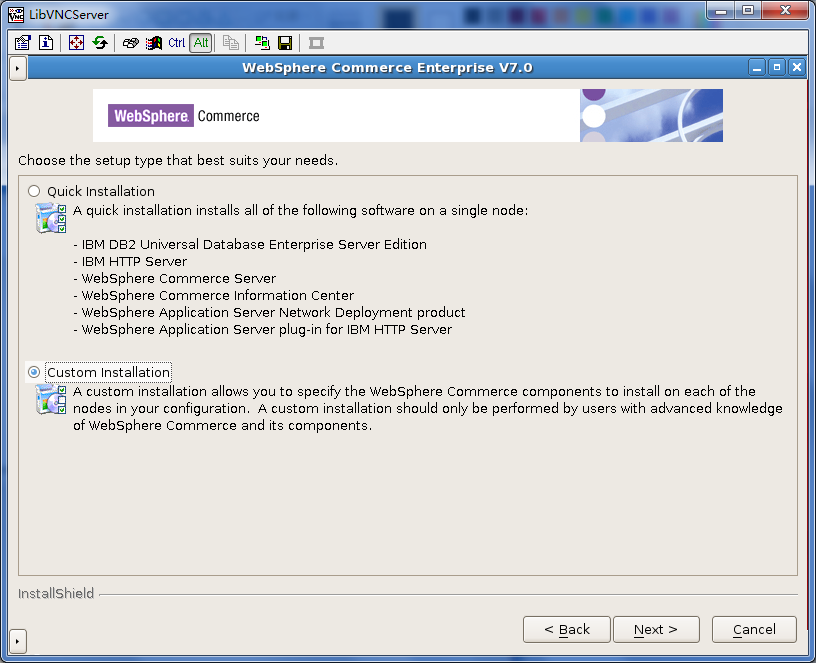 LibVNCServer
Ctrl Alt
WebSphere Commerce Enterprise V7.0
WebSphere. Commerce
Choose the setup type that best suits your needs.
Quick Installation
A quick installation installs all of the following software on a single node:
- IBM DB2 Universal Database Enterprise Server Edition
- IBM HTTP Server
- WebSphere Commerce Server
- WebSphere Commerce Information Center
- WebSphere Application Server Network Deployment product
- WebSphere Application Server plug-in for IBM HTTP Server
Custom Installation
A custom installation allows you to specify the WebSphere Commerce components to install on each of the
nodes in your configuration.  A custom installation should only be performed by users with advanced knowledge
of WebSphere Commerce and its components.
InstallShield
< Back Next > Cancel